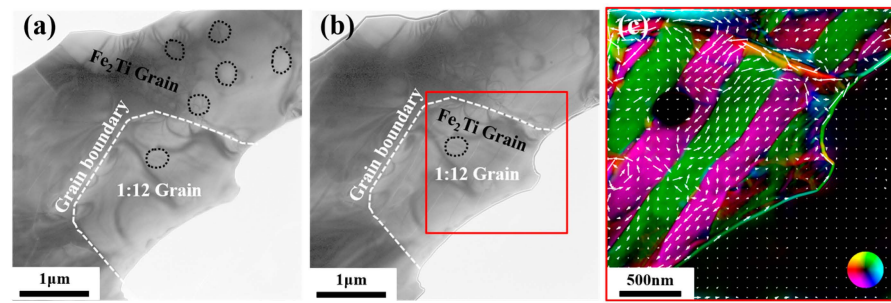 (a)
Fe₂Ti Grain
Grain boundary
1:12 Grain
1μm
(b)
Fe₂Ti Grain
Grain boundary
1:12 Grain
1μm
(c)
500nm